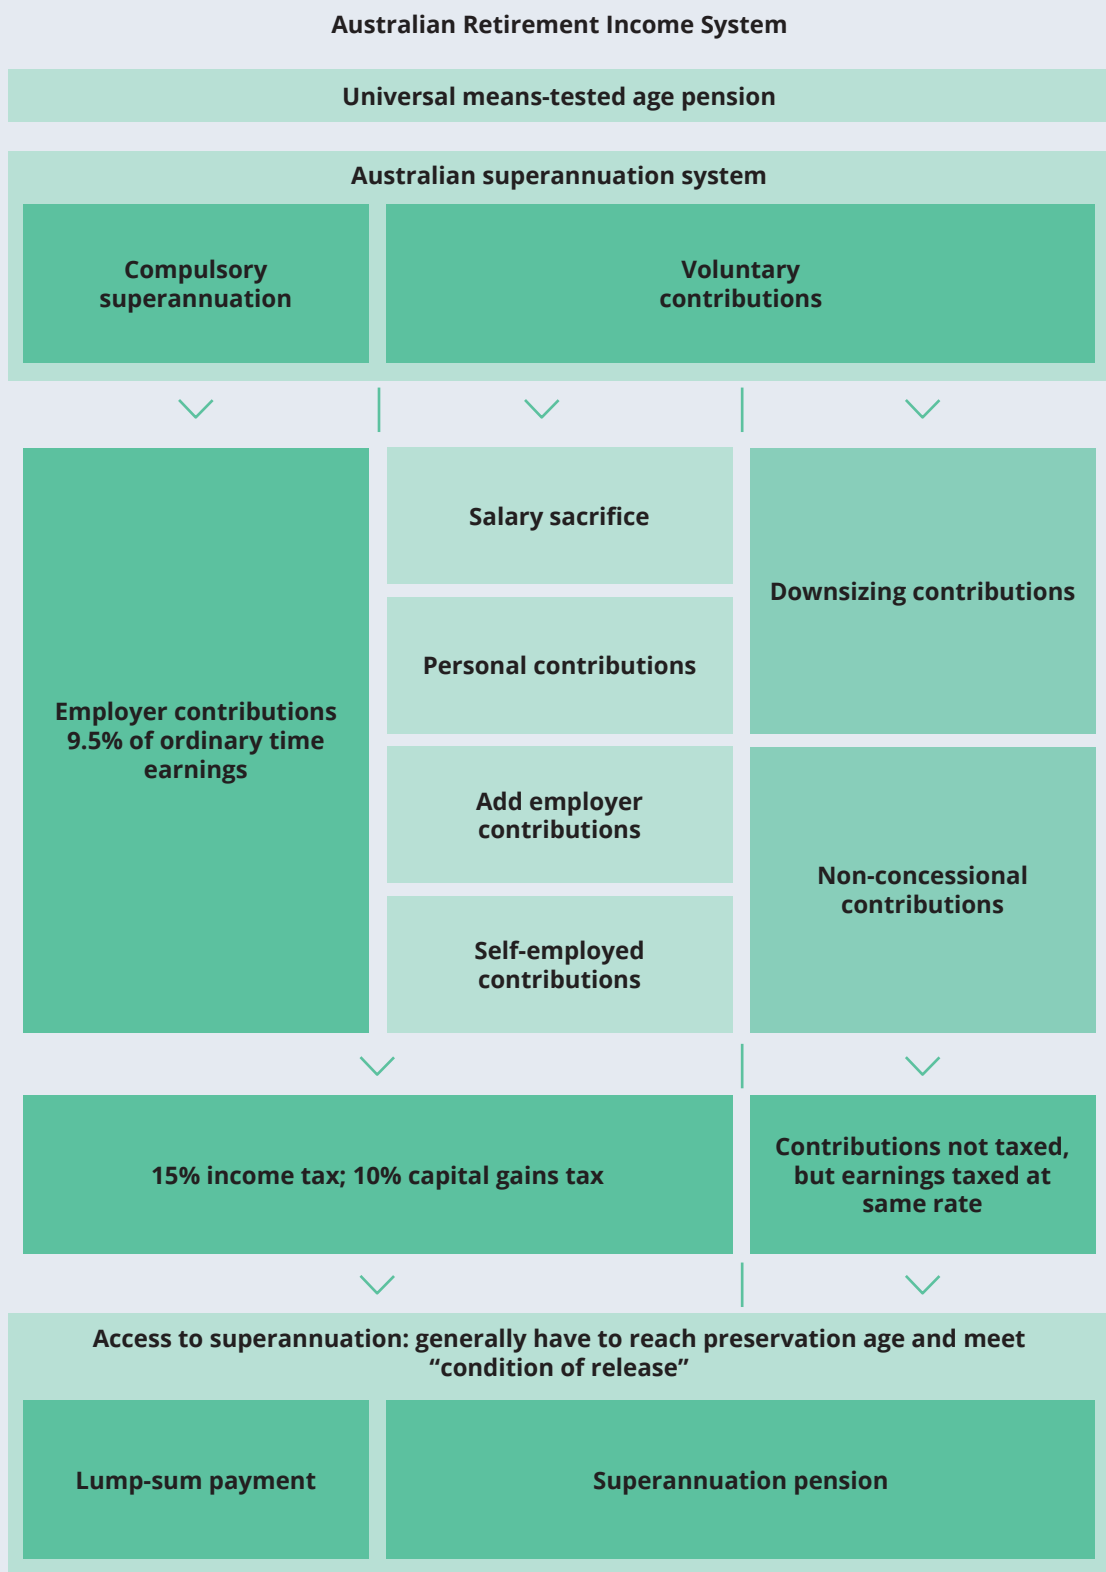 Australian Retirement Income System
Universal means-tested age pension
Australian superannuation system
Compulsory
superannuation
Voluntary
contributions
Employer contributions
9.5% of ordinary time
earnings
Salary sacrifice
Personal contributions
Add employer
contributions
Self-employed
contributions
Downsizing contributions
Non-concessional
contributions
15% income tax; 10% capital gains tax
Contributions not taxed,
but earnings taxed at
same rate
Access to superannuation: generally have to reach preservation age and meet
“condition of release”
Lump-sum payment
Superannuation pension